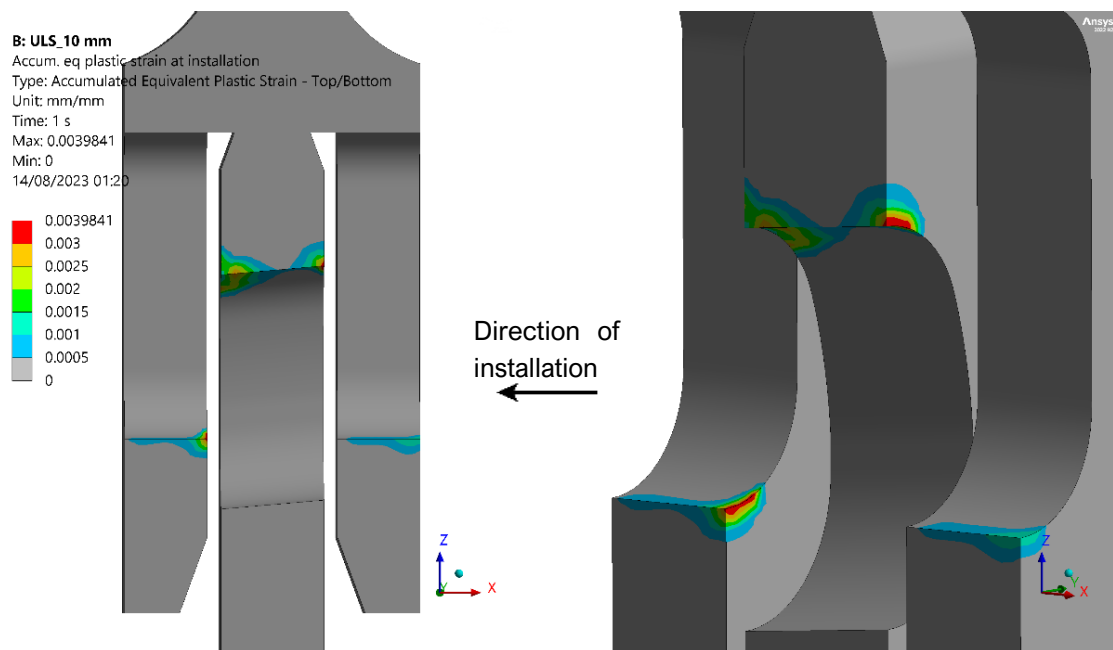 B: ULS_10 mm
Accum. eq plastic strain at installation
Type: Accumulated Equivalent Plastic Strain - Top/Bottom
Unit: mm/mm
Time: 1 s
Max: 0.0039841
Min: 0
14/08/2023 01:20
0.0039841
0.003
0.0025
0.002
0.0015
0.001
0.0005
0
Direction of
installation
Z
Y
X
Ansys
Z
Y
X